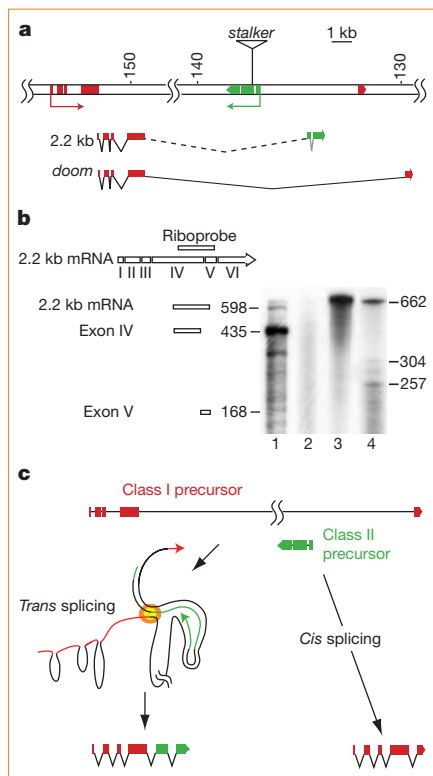 a
stalker
1 kb
150
140
130
2.2 kb
doom
b
Riboprobe
2.2 kb mRNA
I II III IV V VI
2.2 kb mRNA
598
662
Exon IV
435
304
257
Exon V
168
1 2 3 4
c
Class I precursor
Class II
precursor
Trans splicing
Cis splicing